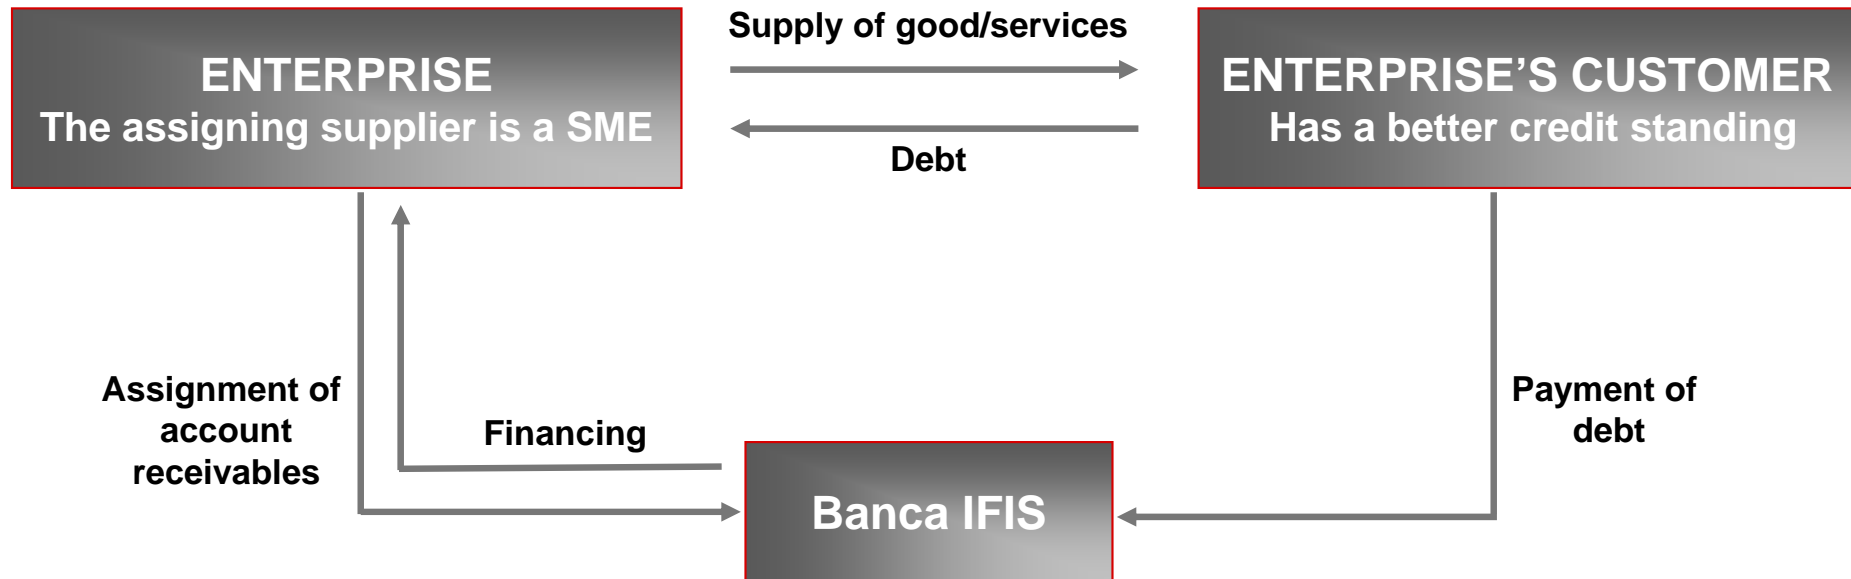 Supply of good/services
ENTERPRISE
The assigning supplier is a SME
ENTERPRISE’S CUSTOMER
Has a better credit standing
Debt
Assignment of
account
receivables
Financing
Payment of
debt
Banca IFIS